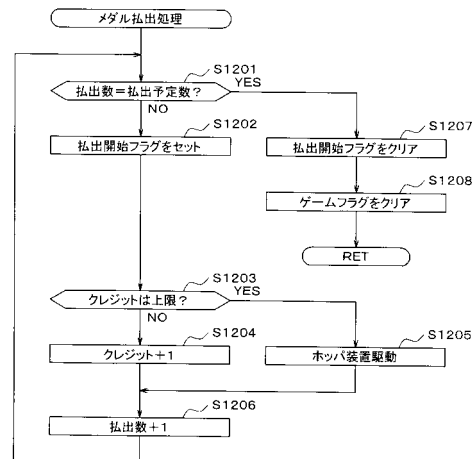 メダル払出処理
S1201
払出数＝払出予定数？
YES
NO
S1202
払出開始フラグをセット
S1207
払出開始フラグをクリア
S1208
ゲームフラグをクリア
RET
S1203
クレジットは上限？
YES
NO
S1204
クレジット＋1
S1205
ホッパ装置駆動
S1206
払出数＋1